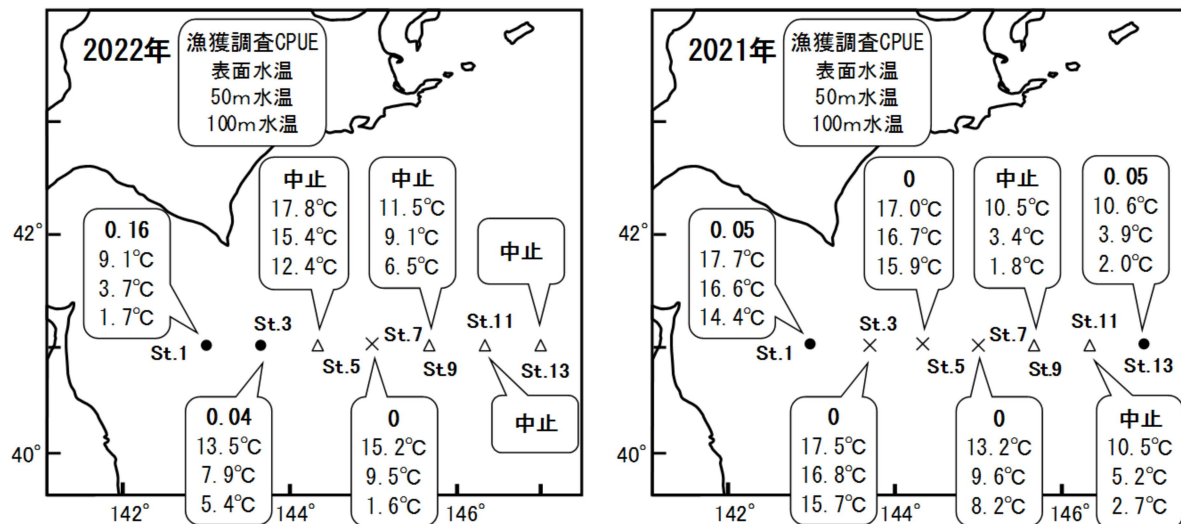 2022年
漁獲調査CPUE
表面水温
50m水温
100m水温
中止
17.8℃
15.4℃
12.4℃
中止
11.5℃
9.1℃
6.5℃
0.16
9.1℃
3.7℃
1.7℃
中止
42°
St.1
St.3
St.5
St.7
St.9
St.11
St.13
0.04
13.5℃
7.9℃
5.4℃
0
15.2℃
9.5℃
1.6℃
中止
40°
142°
144°
146°
2021年
漁獲調査CPUE
表面水温
50m水温
100m水温
0
17.0℃
16.7℃
15.9℃
中止
10.5℃
3.4℃
1.8℃
0.05
10.6℃
3.9℃
2.0℃
0.05
17.7℃
16.6℃
14.4℃
42°
St.1
St.3
St.5
St.7
St.9
St.11
St.13
0
17.5℃
16.8℃
15.7℃
0
13.2℃
9.6℃
8.2℃
中止
10.5℃
5.2℃
2.7℃
40°
142°
144°
146°